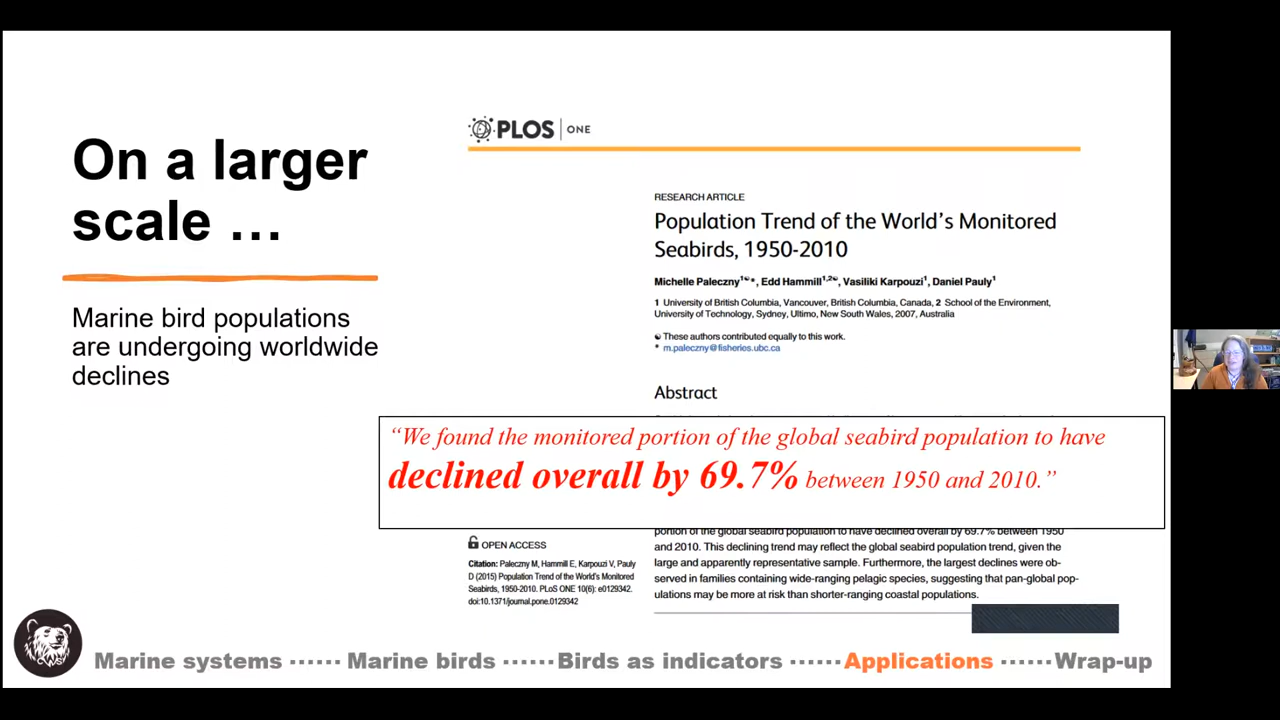 On a larger
scale …
Marine bird populations
are undergoing worldwide
declines
PLOS | ONE
RESEARCH ARTICLE
Population Trend of the World's Monitored
Seabirds, 1950-2010
Michelle Paleczny¹☯*, Edd Hammill¹,²☯, Vasiliki Karpouzi¹, Daniel Pauly¹
1 University of British Columbia, Vancouver, British Columbia, Canada, 2 School of the Environment,
University of Technology, Sydney, Ultimo, New South Wales, 2007, Australia
☯ These authors contributed equally to this work.
* m.paleczny@fisheries.ubc.ca
Abstract
“We found the monitored portion of the global seabird population to have
declined overall by 69.7% between 1950 and 2010.”
portion of the global seabird population to have declined overall by 69.7% between 1950
and 2010. This declining trend may reflect the global seabird population trend, given the
large and apparently representative sample. Furthermore, the largest declines were ob-
served in families containing wide-ranging pelagic species, suggesting that pan-global pop-
ulations may be more at risk than shorter-ranging coastal populations.
OPEN ACCESS
Citation: Paleczny M, Hammill E, Karpouzi V, Pauly
D (2015) Population Trend of the World's Monitored
Seabirds, 1950-2010. PLoS ONE 10(6): e0129342.
doi:10.1371/journal.pone.0129342
Marine systems ······ Marine birds ······ Birds as indicators ······ Applications ······ Wrap-up